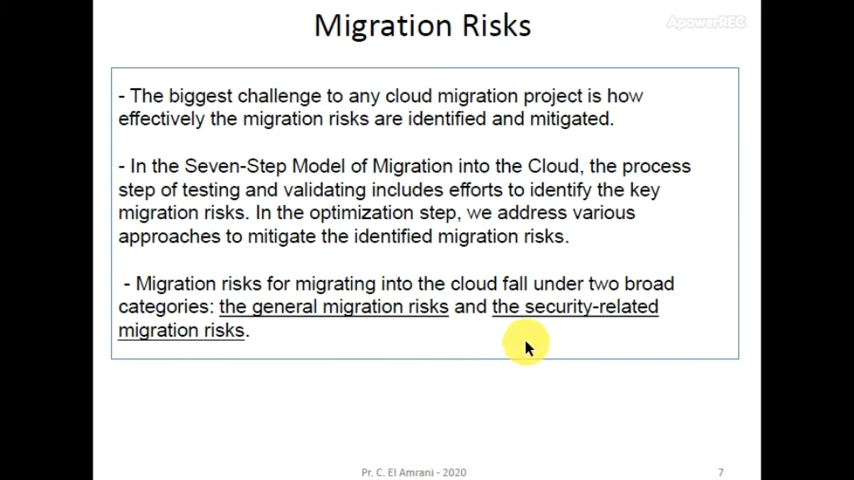 Migration Risks
ApowerREC
- The biggest challenge to any cloud migration project is how
effectively the migration risks are identified and mitigated.
- In the Seven-Step Model of Migration into the Cloud, the process
step of testing and validating includes efforts to identify the key
migration risks. In the optimization step, we address various
approaches to mitigate the identified migration risks.
- Migration risks for migrating into the cloud fall under two broad
categories: the general migration risks and the security-related
migration risks.
Pr. C. El Amrani - 2020
7